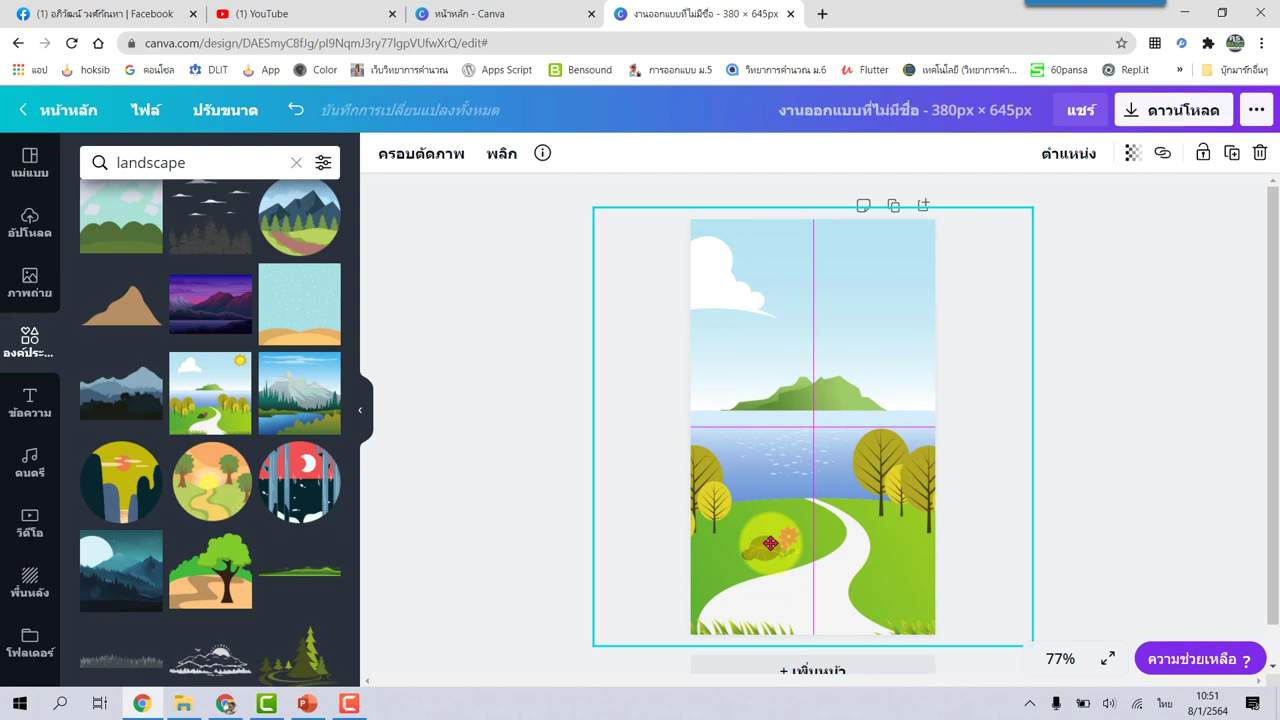 (1) อภิวัฒน์ วงศ์กัณหา | Facebook
(1) YouTube
หน้าหลัก - Canva
งานออกแบบที่ไม่มีชื่อ - 380 × 645px
canva.com/design/DAESmyC8fJg/pI9NqmJ3ry77lgpVUfwXrQ/edit#
แอป
hoksib
คอนโซล
DLIT
App
Color
เว็บวิทยาการคำนวณ
Apps Script
Bensound
การออกแบบ ม.5
วิทยาการคำนวณ ม.6
Flutter
เทคโนโลยี (วิทยาการคำ...
60pansa
Repl.it
»
บุ๊กมาร์กอื่นๆ
หน้าหลัก
ไฟล์
ปรับขนาด
บันทึกการเปลี่ยนแปลงทั้งหมด
งานออกแบบที่ไม่มีชื่อ - 380px × 645px
แชร์
ดาวน์โหลด
แม่แบบ
อัปโหลด
ภาพถ่าย
องค์ประ...
ข้อความ
ดนตรี
วิดีโอ
พื้นหลัง
โฟลเดอร์
landscape
ครอบตัดภาพ
พลิก
ตำแหน่ง
+ เพิ่มหน้า
77%
ความช่วยเหลือ ?
ไทย
10:51
8/1/2564